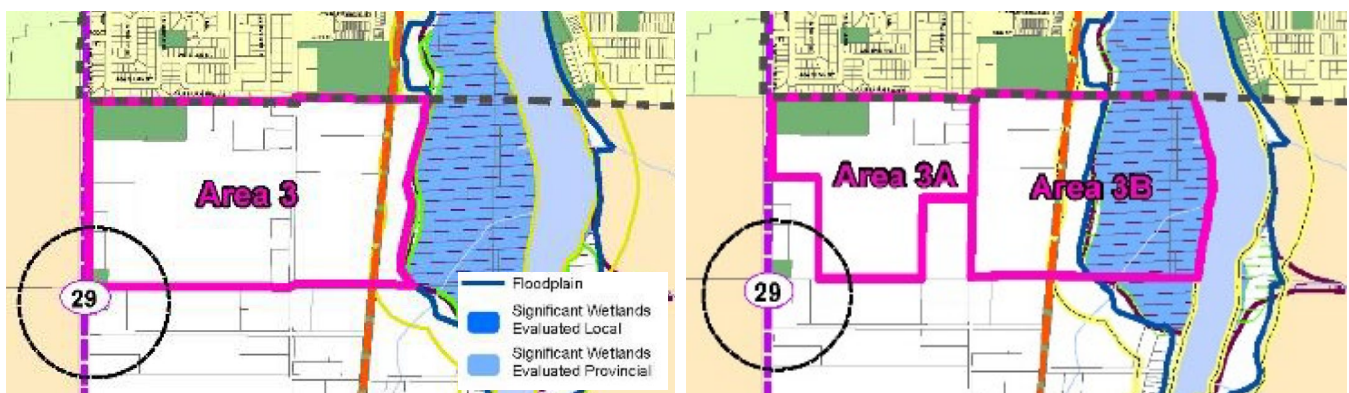 Area 3
29
Floodplain
Significant Wetlands
Evaluated Local
Significant Wetlands
Evaluated Provincial
Area 3A
Area 3B
29